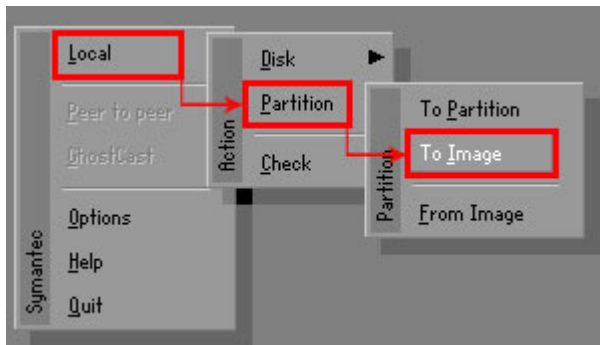 Local
Peer to peer
GhostCast
Options
Help
Quit
Symantec
Disk
Partition
Check
Action
To Partition
To Image
From Image
Partition